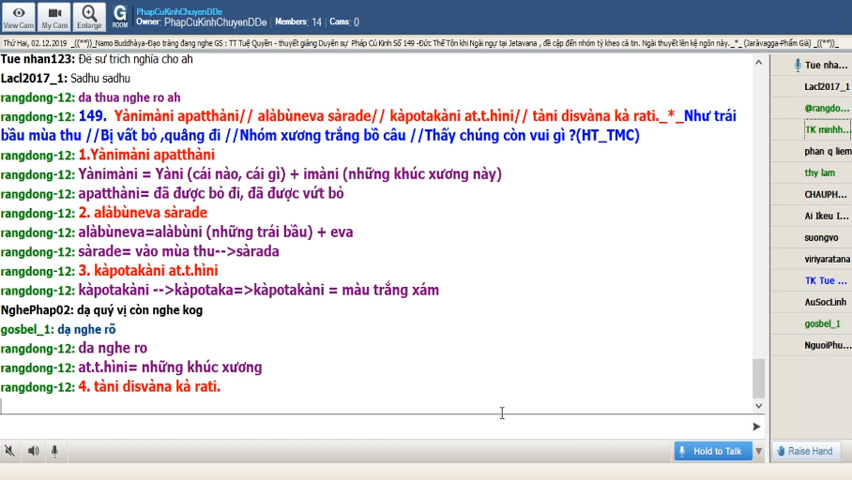 View Cam
My Cam
Enlarge
G
ROOM
PhapCuKinhChuyenDDe
Owner: PhapCuKinhChuyenDDe Members: 14 Cams: 0
Thứ Hai, 02.12.2019 _((**)_Namo Buddhàya-Đạo tràng đang nghe GS : TT Tuệ Quyền - thuyết giảng Duyên sự Pháp Cú Kinh Số 149 -Đức Thế Tôn khi Ngài ngự tại Jetavana , đề cập đến nhóm tỳ kheo cả tin. Ngài thuyết lên kệ ngôn này._*_ (Jaràvagga-Phẩm Già) _((**)_.
Tue nhan123: Đề sư trích nghĩa cho ah
Lacl2017_1: Sadhu sadhu
rangdong-12: da thua nghe ro ah
rangdong-12: 149. Yànimàni apatthàni// alàbùneva sàrade// kàpotakàni at.t.hìni// tàni disvàna kà rati._*_Như trái
bầu mùa thu //Bị vất bỏ ,quăng đi //Nhóm xương trắng bồ câu //Thấy chúng còn vui gì ?(HT_TMC)
rangdong-12: 1.Yànimàni apatthàni
rangdong-12: Yànimàni = Yàni (cái nào, cái gì) + imàni (những khúc xương này)
rangdong-12: apatthàni= đã được bỏ đi, đã được vứt bỏ
rangdong-12: 2. alàbùneva sàrade
rangdong-12: alàbùneva=alàbùni (những trái bầu) + eva
rangdong-12: sàrade= vào mùa thu-->sàrada
rangdong-12: 3. kàpotakàni at.t.hìni
rangdong-12: kàpotakàni -->kàpotaka=>kàpotakàni = màu trắng xám
NghePhap02: dạ quý vị còn nghe kog
gosbel_1: dạ nghe rõ
rangdong-12: da nghe ro
rangdong-12: at.t.hìni= những khúc xương
rangdong-12: 4. tàni disvàna kà rati.
Hold to Talk
Raise Hand
Tue nha...
Lacl2017_1
@rangdo...
TK minhh...
phan q liem
thy lam
CHAUPH...
Ai Ikeu I...
suongvo
viriyaratana
TK Tue ...
AuSocLinh
gosbel_1
NguoiPhu...